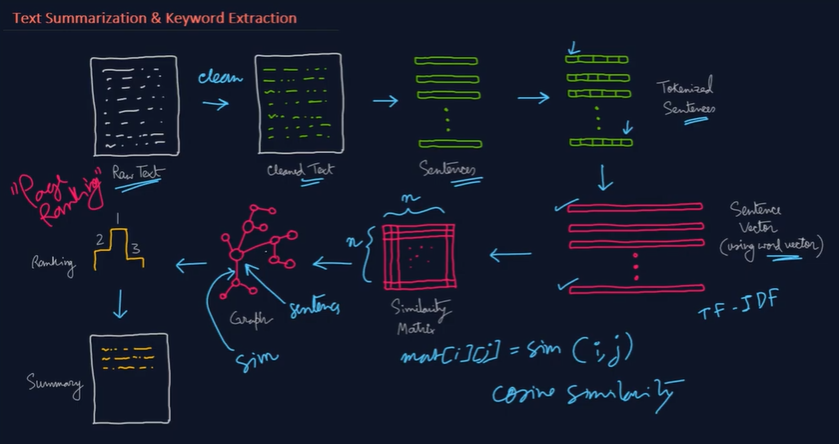 Text Summarization & Keyword Extraction
clean
Raw Text
Cleaned Text
Sentences
Tokenized
Sentences
"Page
Ranking"
1
2
3
Ranking
Graph
sentences
sim
n
n
Similarity
Matrix
Sentence
Vector
(using word vector)
TF-IDF
mat[i][j] = sim (i,j)
cosine similarity
Summary